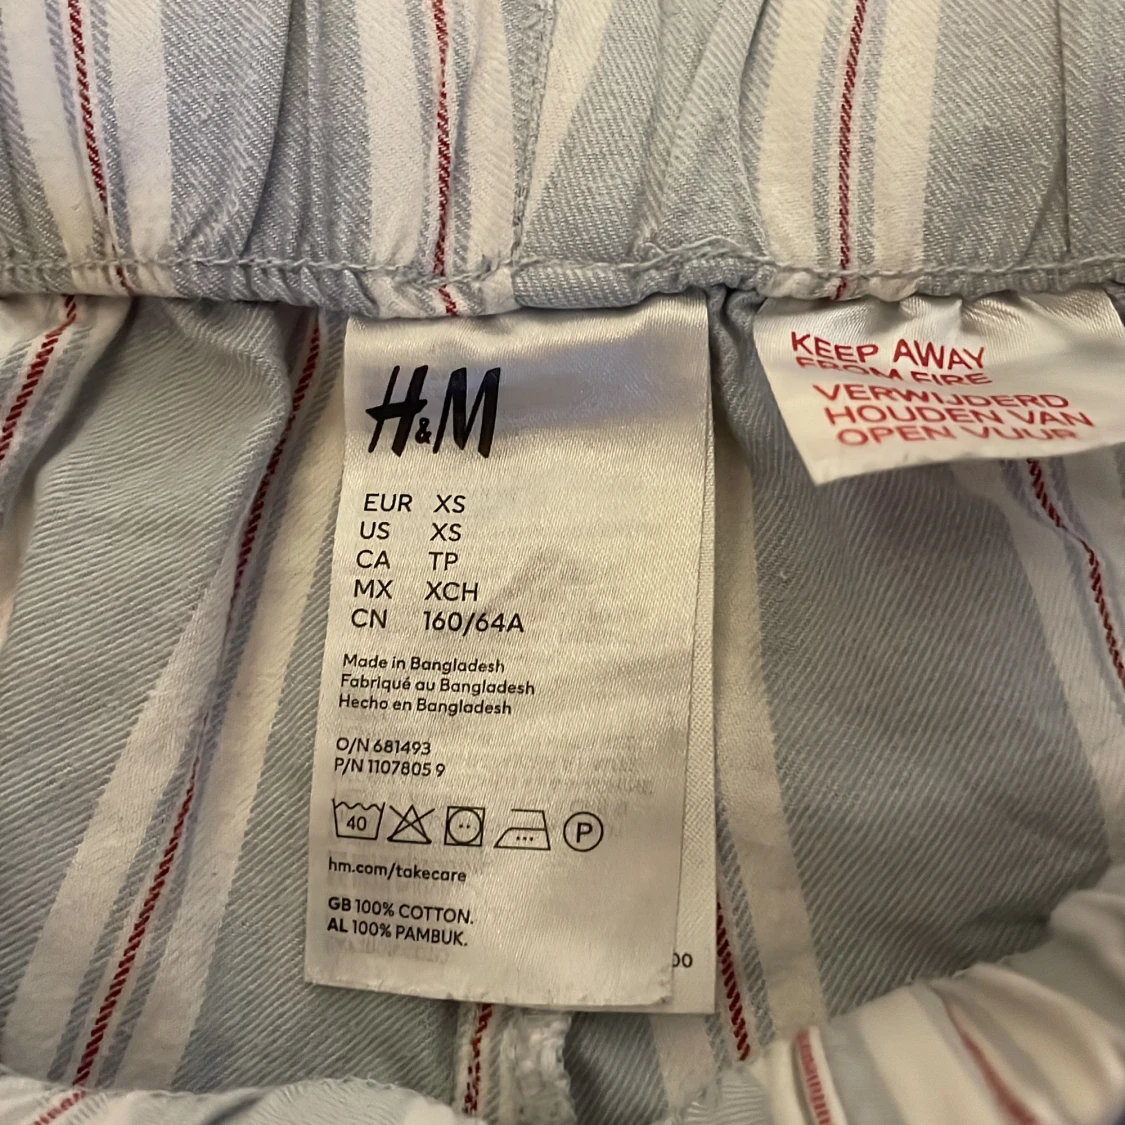 H&M
EUR XS
US XS
CA TP
MX XCH
CN 160/64A
Made in Bangladesh
Fabriqué au Bangladesh
Hecho en Bangladesh
O/N 681493
P/N 1107805 9
40
P
hm.com/takecare
GB 100% COTTON.
AL 100% PAMBUK.
KEEP AWAY
FROM FIRE
VERWIJDERD
HOUDEN VAN
OPEN VUUR